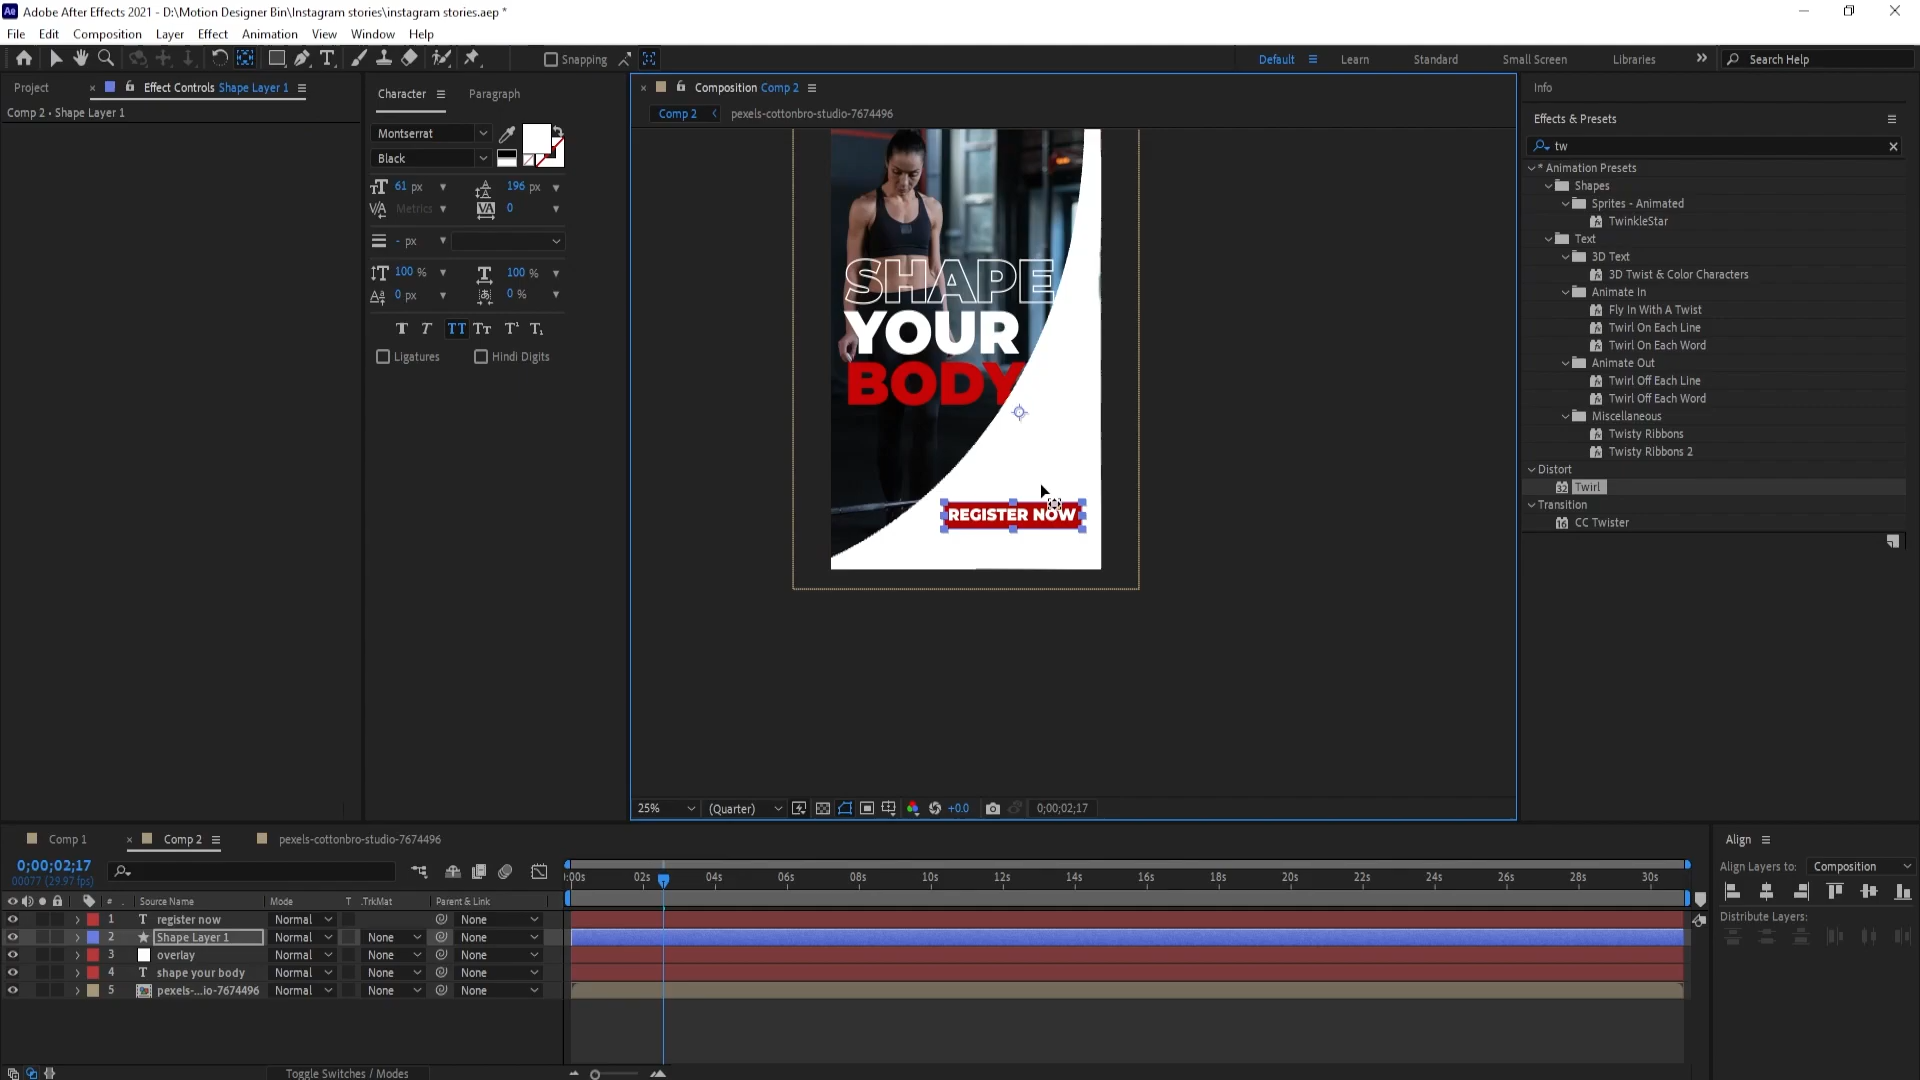 Ae Adobe After Effects 2021 - D:\Motion Designer Bin\Instagram stories\instagram stories.aep *
File Edit Composition Layer Effect Animation View Window Help
Snapping
Default Learn Standard Small Screen Libraries Search Help
Project
Effect Controls Shape Layer 1
Comp 2 • Shape Layer 1
Character Paragraph
Montserrat
Black
61 px
196 px
Metrics
0
- px
100 %
100 %
0 px
0 %
Ligatures Hindi Digits
Composition Comp 2
Comp 2 pexels-cottonbro-studio-7674496
SHAPE
YOUR
BODY
REGISTER NOW
25% (Quarter) +0.0 0;00;02;17
Info
Effects & Presets
tw
* Animation Presets
Shapes
Sprites - Animated
TwinkleStar
Text
3D Text
3D Twist & Color Characters
Animate In
Fly In With A Twist
Twirl On Each Line
Twirl On Each Word
Animate Out
Twirl Off Each Line
Twirl Off Each Word
Miscellaneous
Twisty Ribbons
Twisty Ribbons 2
Distort
Twirl
Transition
CC Twister
Comp 1 Comp 2 pexels-cottonbro-studio-7674496
0;00;02;17
00077 (29.97 fps)
:00s 02s 04s 06s 08s 10s 12s 14s 16s 18s 20s 22s 24s 26s 28s 30s
# Source Name Mode T .TrkMat Parent & Link
1 T register now Normal None
2 Shape Layer 1 Normal None None
3 overlay Normal None None
4 T shape your body Normal None None
5 pexels-...io-7674496 Normal None None
Toggle Switches / Modes
Align
Align Layers to: Composition
Distribute Layers: